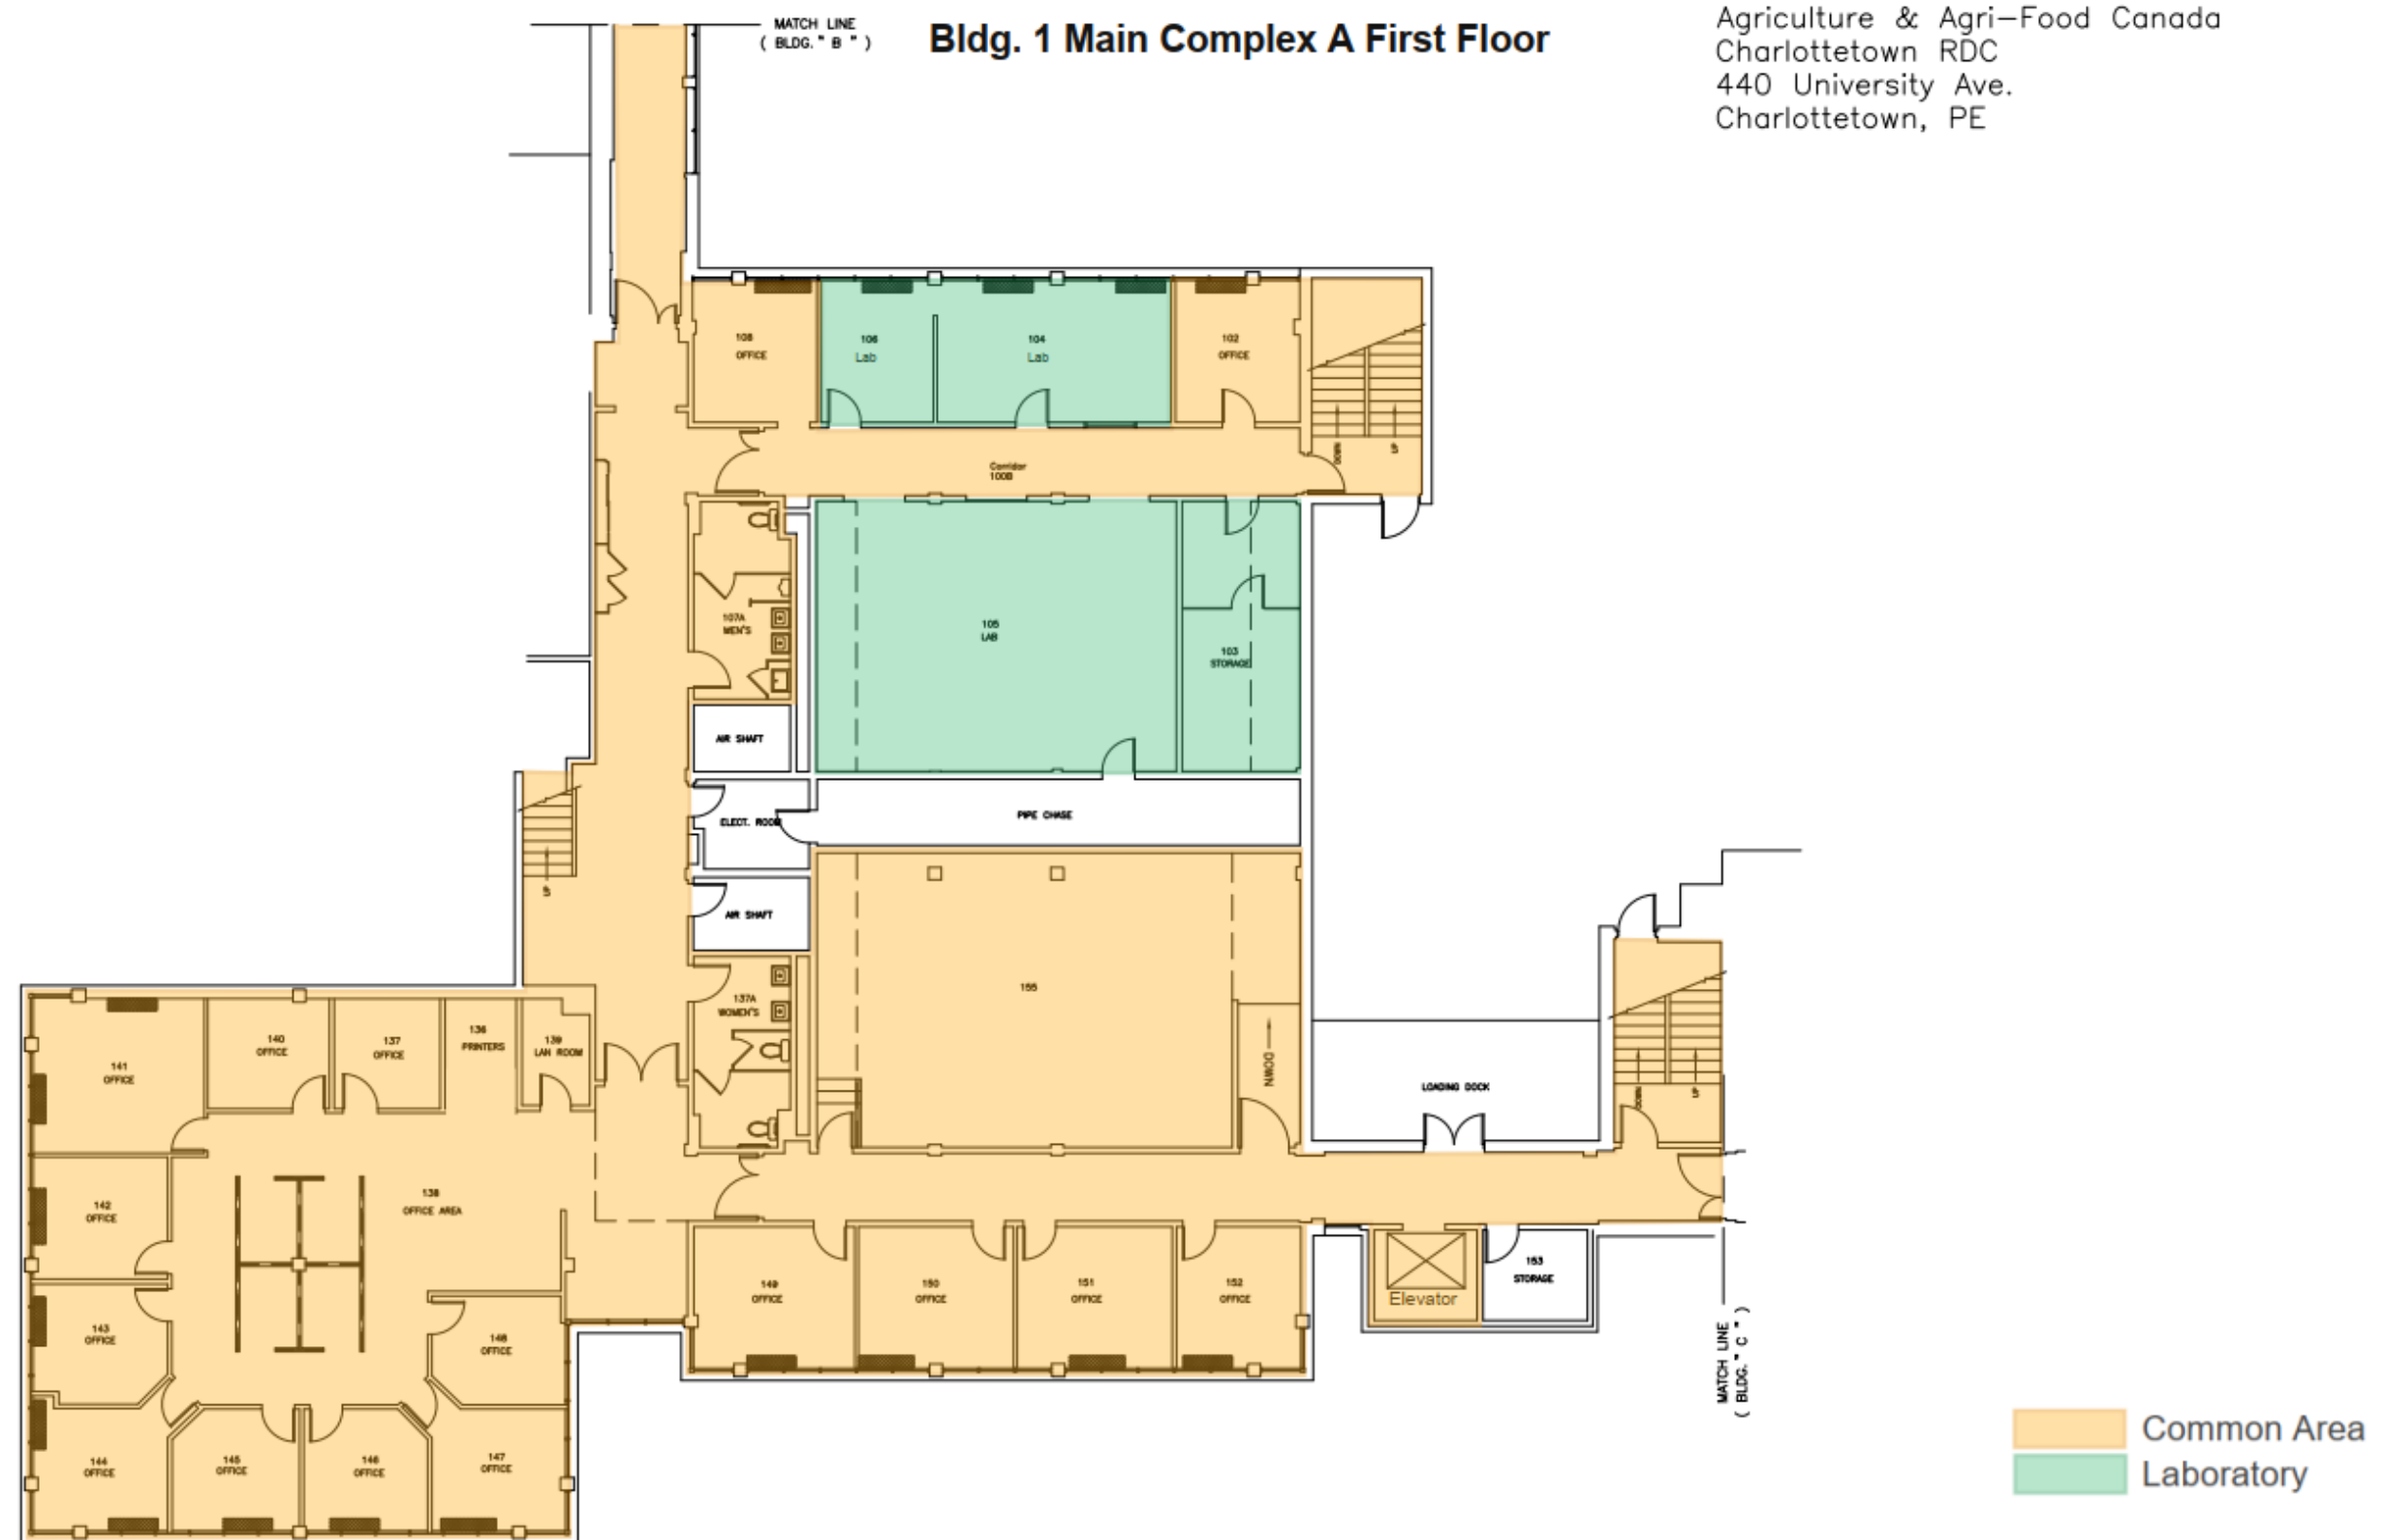 MATCH LINE
( BLDG." B " )
Bldg. 1 Main Complex A First Floor
Agriculture & Agri-Food Canada
Charlottetown RDC
440 University Ave.
Charlottetown, PE
108
OFFICE
106
Lab
104
Lab
102
OFFICE
DOWN
UP
Corridor
100B
107A
MEN'S
105
LAB
103
STORAGE
AIR SHAFT
ELECT. ROOM
PIPE CHASE
UP
AIR SHAFT
137A
WOMEN'S
155
DOWN
LOADING DOCK
DOWN
UP
141
OFFICE
140
OFFICE
137
OFFICE
136
PRINTERS
139
LAN ROOM
142
OFFICE
138
OFFICE AREA
143
OFFICE
148
OFFICE
149
OFFICE
150
OFFICE
151
OFFICE
152
OFFICE
Elevator
153
STORAGE
144
OFFICE
145
OFFICE
146
OFFICE
147
OFFICE
MATCH LINE
( BLDG." C " )
Common Area
Laboratory